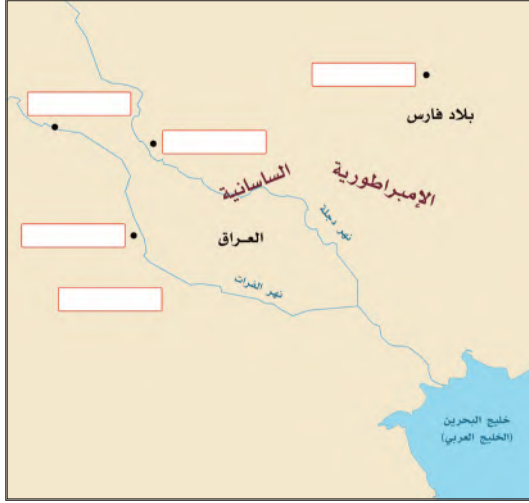 بلاد فارس
الإمبراطورية الساسانية
نهر دجلة
العراق
نهر الفرات
خليج البحرين
(الخليج العربي)